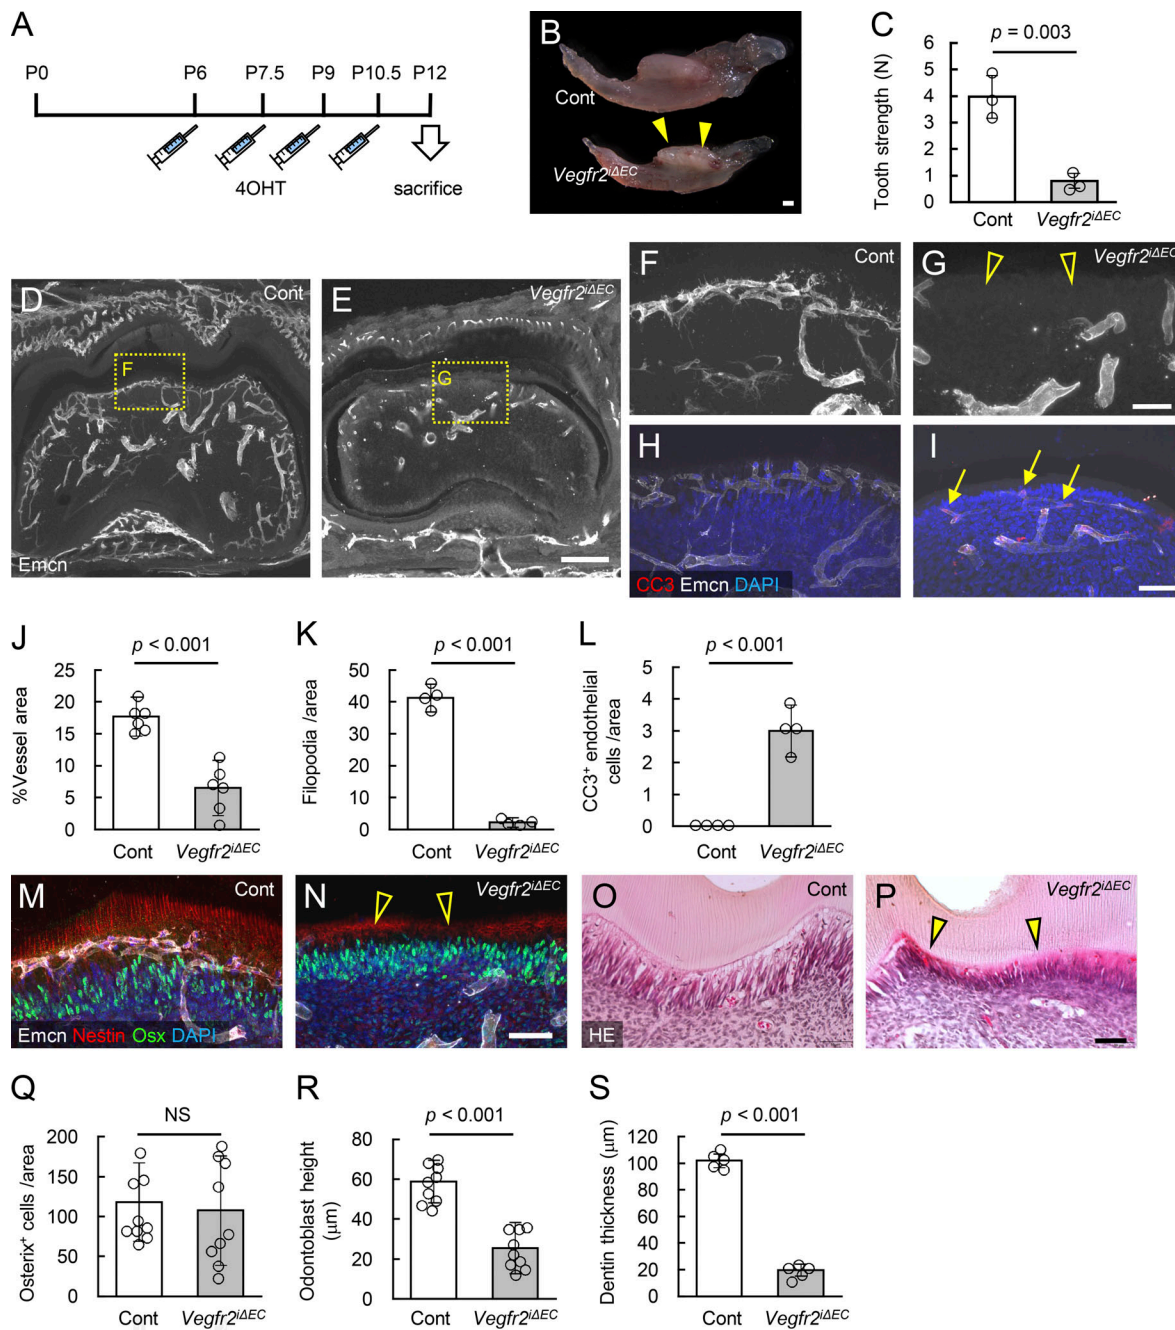 A
P0 P6 P7.5 P9 P10.5 P12
4OHT sacrifice
B
Cont
Vegfr2iΔEC
C
p = 0.003
Tooth strength (N)
6
5
4
3
2
1
0
Cont Vegfr2iΔEC
D Cont
F
Emcn
E Vegfr2iΔEC
G
F Cont
G Vegfr2iΔEC
H
CC3 Emcn DAPI
I
J
p < 0.001
%Vessel area
25
20
15
10
5
0
Cont Vegfr2iΔEC
K
p < 0.001
Filopodia /area
50
40
30
20
10
0
Cont Vegfr2iΔEC
L
p < 0.001
CC3+ endothelial
cells /area
5
4
3
2
1
0
Cont Vegfr2iΔEC
M Cont
Emcn Nestin Osx DAPI
N Vegfr2iΔEC
O Cont
HE
P Vegfr2iΔEC
Q
NS
Osterix+ cells /area
200
150
100
50
0
Cont Vegfr2iΔEC
R
p < 0.001
Odontoblast height
(μm)
80
60
40
20
0
Cont Vegfr2iΔEC
S
p < 0.001
Dentin thickness (μm)
120
100
80
60
40
20
0
Cont Vegfr2iΔEC